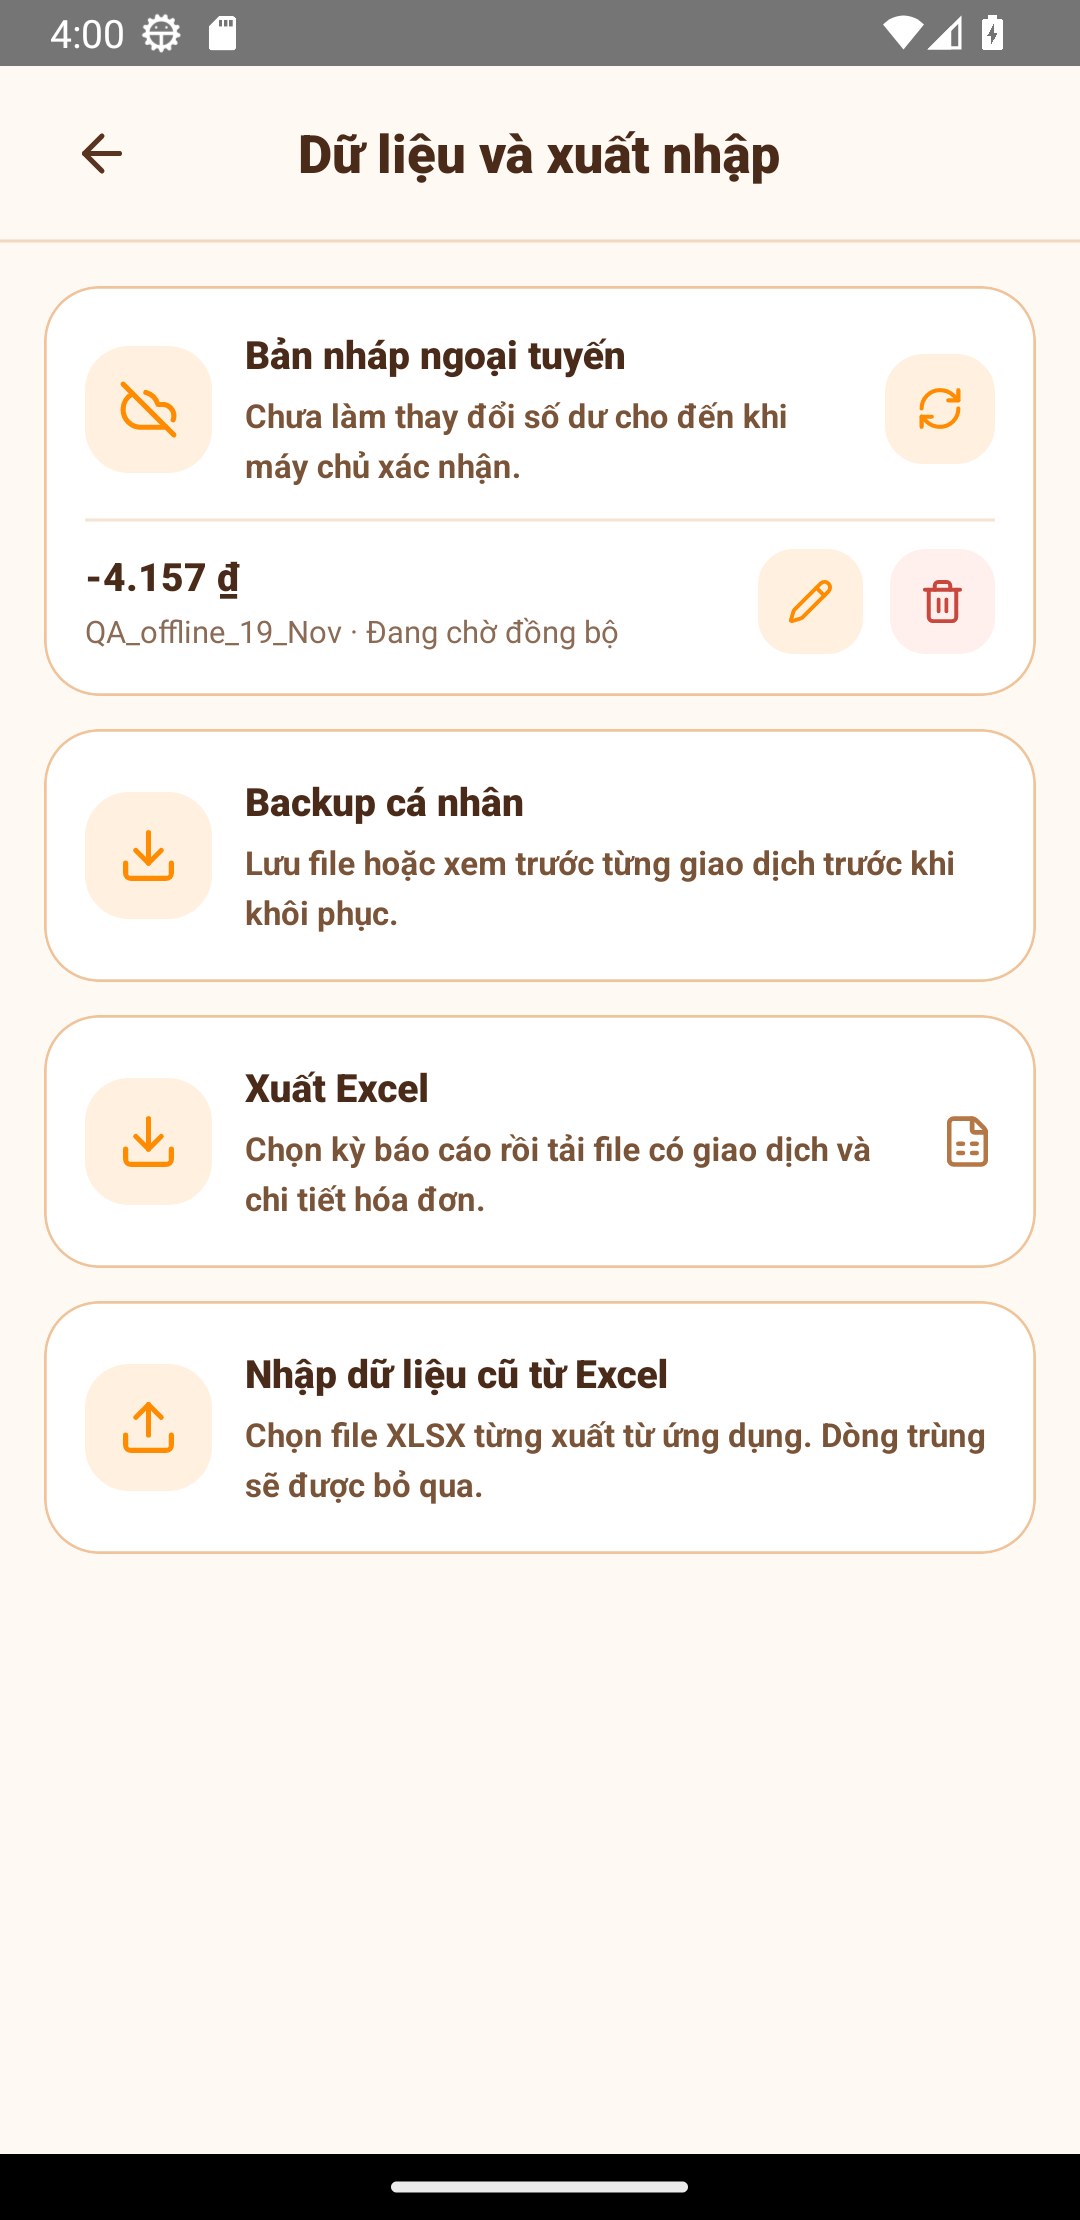 4:00
Dữ liệu và xuất nhập
Bản nháp ngoại tuyến
Chưa làm thay đổi số dư cho đến khi
máy chủ xác nhận.
-4.157 ₫
QA_offline_19_Nov · Đang chờ đồng bộ
Backup cá nhân
Lưu file hoặc xem trước từng giao dịch trước khi
khôi phục.
Xuất Excel
Chọn kỳ báo cáo rồi tải file có giao dịch và
chi tiết hóa đơn.
Nhập dữ liệu cũ từ Excel
Chọn file XLSX từng xuất từ ứng dụng. Dòng trùng
sẽ được bỏ qua.